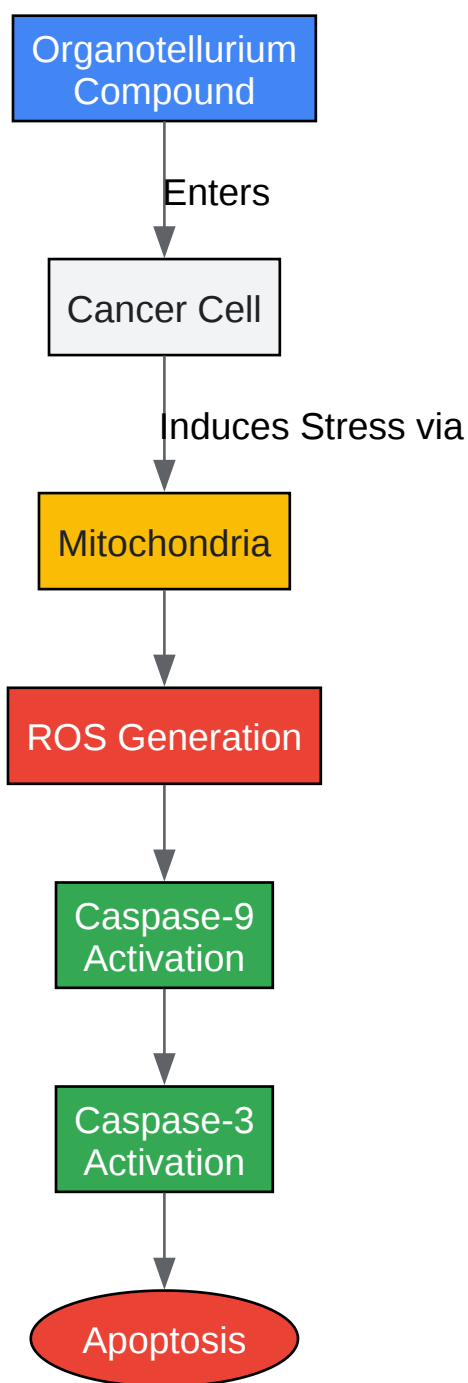 Organotellurium
Compound
Enters
Cancer Cell
Induces Stress via
Mitochondria
ROS Generation
Caspase-9
Activation
Caspase-3
Activation
Apoptosis